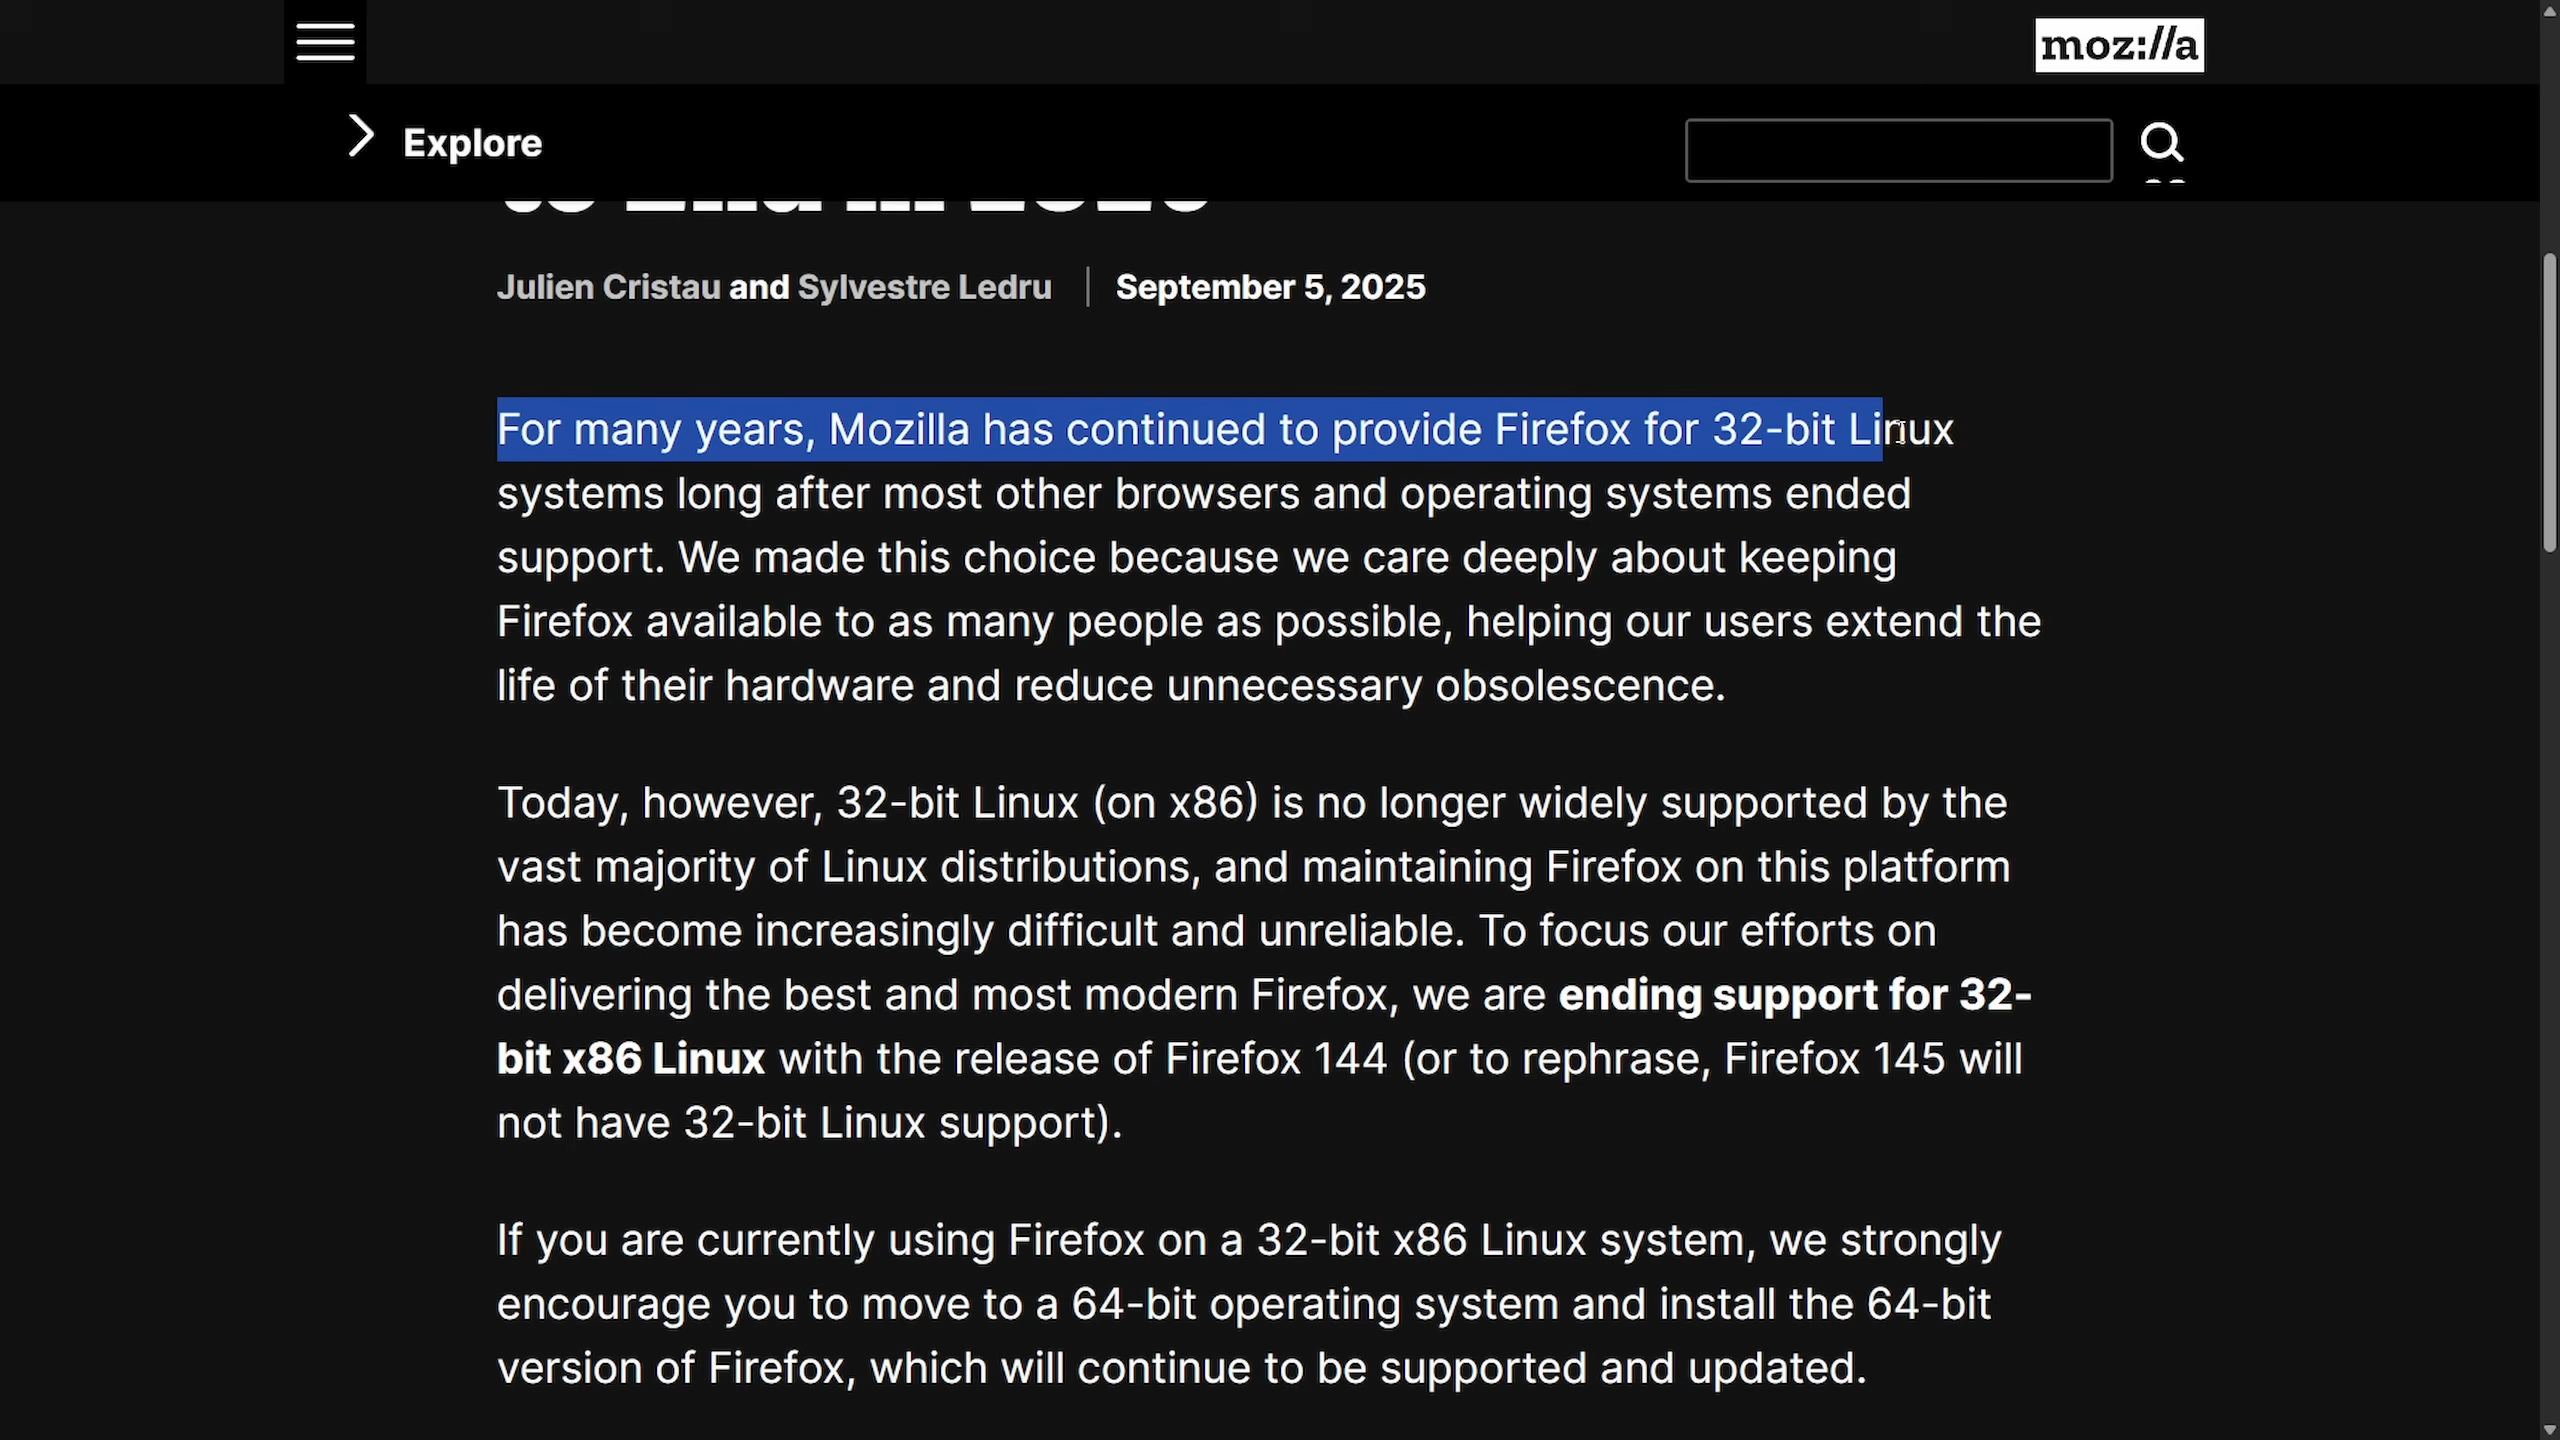 moz://a
Explore
Julien Cristau and Sylvestre Ledru | September 5, 2025
For many years, Mozilla has continued to provide Firefox for 32-bit Linux
systems long after most other browsers and operating systems ended
support. We made this choice because we care deeply about keeping
Firefox available to as many people as possible, helping our users extend the
life of their hardware and reduce unnecessary obsolescence.
Today, however, 32-bit Linux (on x86) is no longer widely supported by the
vast majority of Linux distributions, and maintaining Firefox on this platform
has become increasingly difficult and unreliable. To focus our efforts on
delivering the best and most modern Firefox, we are ending support for 32-
bit x86 Linux with the release of Firefox 144 (or to rephrase, Firefox 145 will
not have 32-bit Linux support).
If you are currently using Firefox on a 32-bit x86 Linux system, we strongly
encourage you to move to a 64-bit operating system and install the 64-bit
version of Firefox, which will continue to be supported and updated.